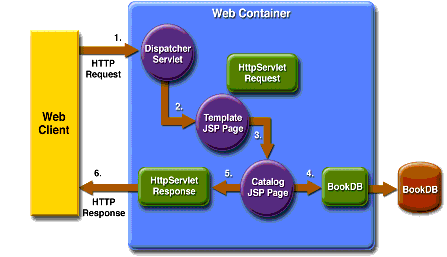 Web Container
1.
Dispatcher
Servlet
HTTP
Request
HttpServlet
Request
2.
Web
Client
Template
JSP Page
3.
6.
HttpServlet
Response
5.
Catalog
JSP Page
4.
BookDB
BookDB
HTTP
Response